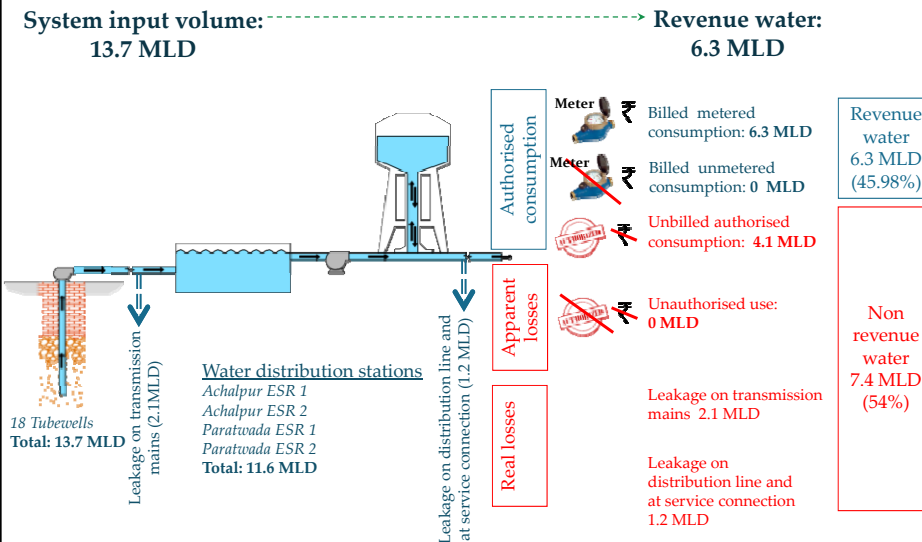 System input volume:
13.7 MLD
Revenue water:
6.3 MLD
Authorised
consumption
Meter
₹
Billed metered
consumption: 6.3 MLD
Meter
₹
Billed unmetered
consumption: 0 MLD
₹
Unbilled authorised
consumption: 4.1 MLD
Revenue
water
6.3 MLD
(45.98%)
Apparent
losses
₹
Unauthorised use:
0 MLD
Real losses
Leakage on transmission
mains 2.1 MLD
Leakage on
distribution line and
at service connection
1.2 MLD
Non
revenue
water
7.4 MLD
(54%)
18 Tubewells
Total: 13.7 MLD
Leakage on transmission
mains (2.1MLD)
Water distribution stations
Achalpur ESR 1
Achalpur ESR 2
Paratwada ESR 1
Paratwada ESR 2
Total: 11.6 MLD
Leakage on distribution line and
at service connection (1.2 MLD)